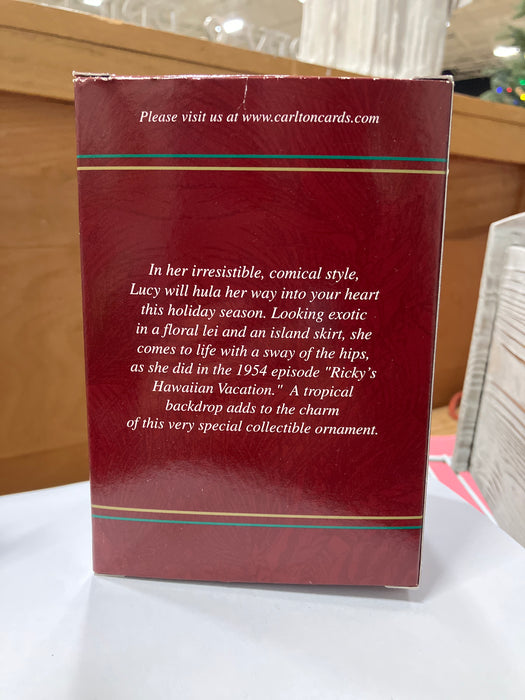 Please visit us at www.carltoncards.com
In her irresistible, comical style,
Lucy will hula her way into your heart
this holiday season. Looking exotic
in a floral lei and an island skirt, she
comes to life with a sway of the hips,
as she did in the 1954 episode "Ricky's
Hawaiian Vacation." A tropical
backdrop adds to the charm
of this very special collectible ornament.